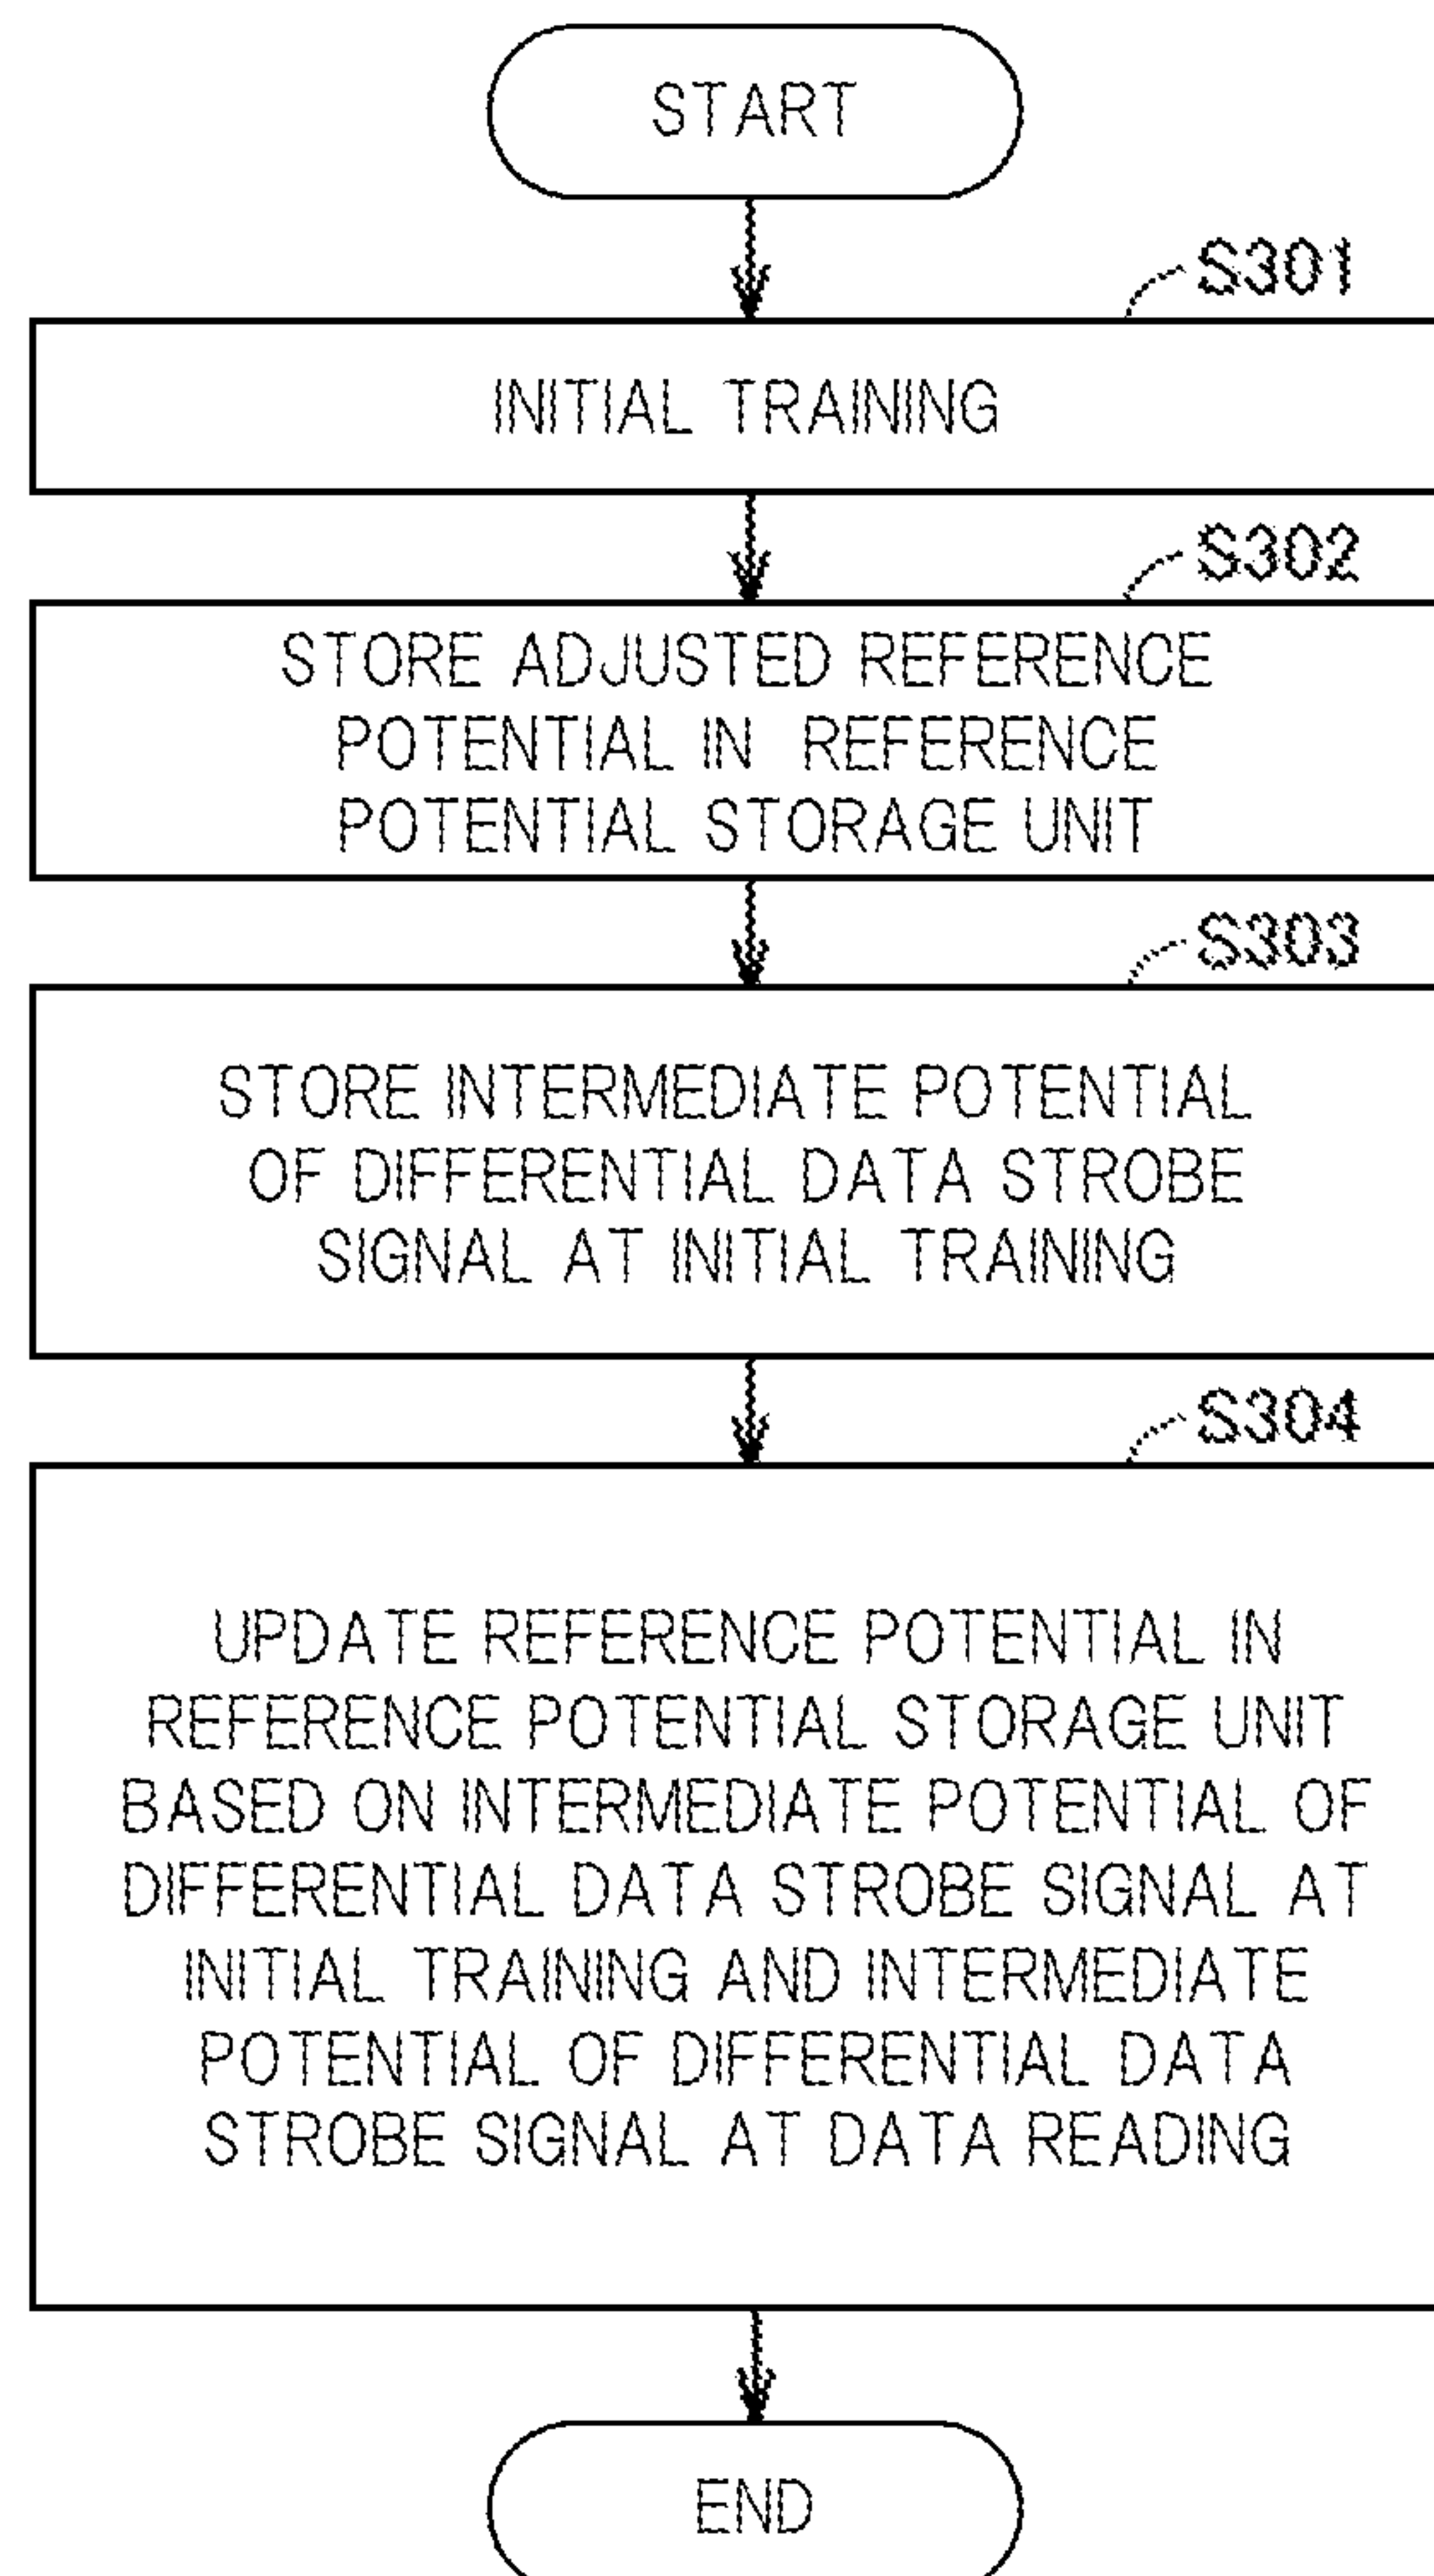 START
S301
INITIAL TRAINING
S302
STORE ADJUSTED REFERENCE
POTENTIAL IN REFERENCE
POTENTIAL STORAGE UNIT
S303
STORE INTERMEDIATE POTENTIAL
OF DIFFERENTIAL DATA STROBE
SIGNAL AT INITIAL TRAINING
S304
UPDATE REFERENCE POTENTIAL IN
REFERENCE POTENTIAL STORAGE UNIT
BASED ON INTERMEDIATE POTENTIAL OF
DIFFERENTIAL DATA STROBE SIGNAL AT
INITIAL TRAINING AND INTERMEDIATE
POTENTIAL OF DIFFERENTIAL DATA
STROBE SIGNAL AT DATA READING
END